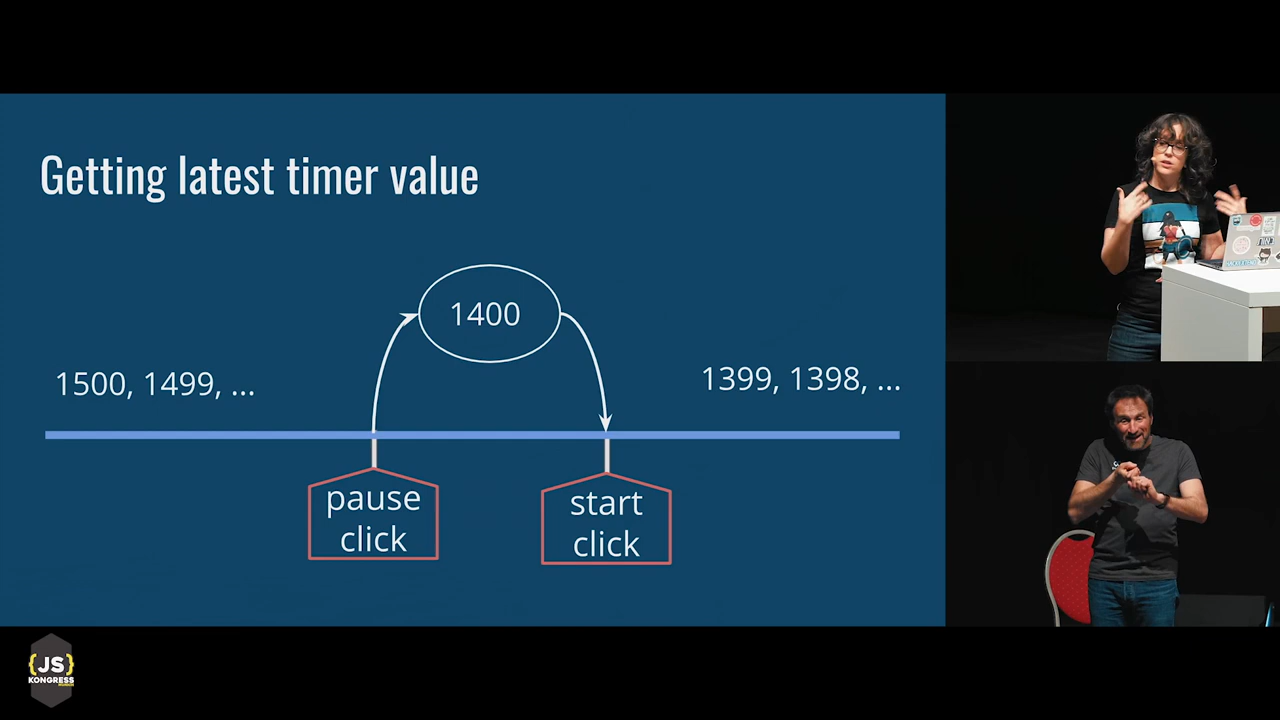 Getting latest timer value
1400
1500, 1499, ...
1399, 1398, ...
pause
click
start
click
{JS}
KONGRESS